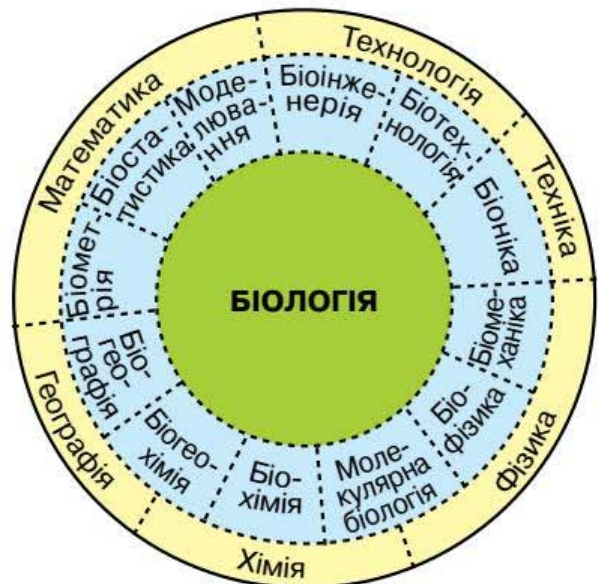 Технологія
Техніка
Фізика
Хімія
Географія
Математика
Біоінже-
нерія
Біотех-
нологія
Біоніка
Біоме-
ханіка
Біо-
фізика
Моле-
кулярна
біологія
Біо-
хімія
Біогео-
хімія
Біо-
гео-
графія
Біомет-
рія
Біоста-
тистика
Моде-
люва-
ння
БІОЛОГІЯ